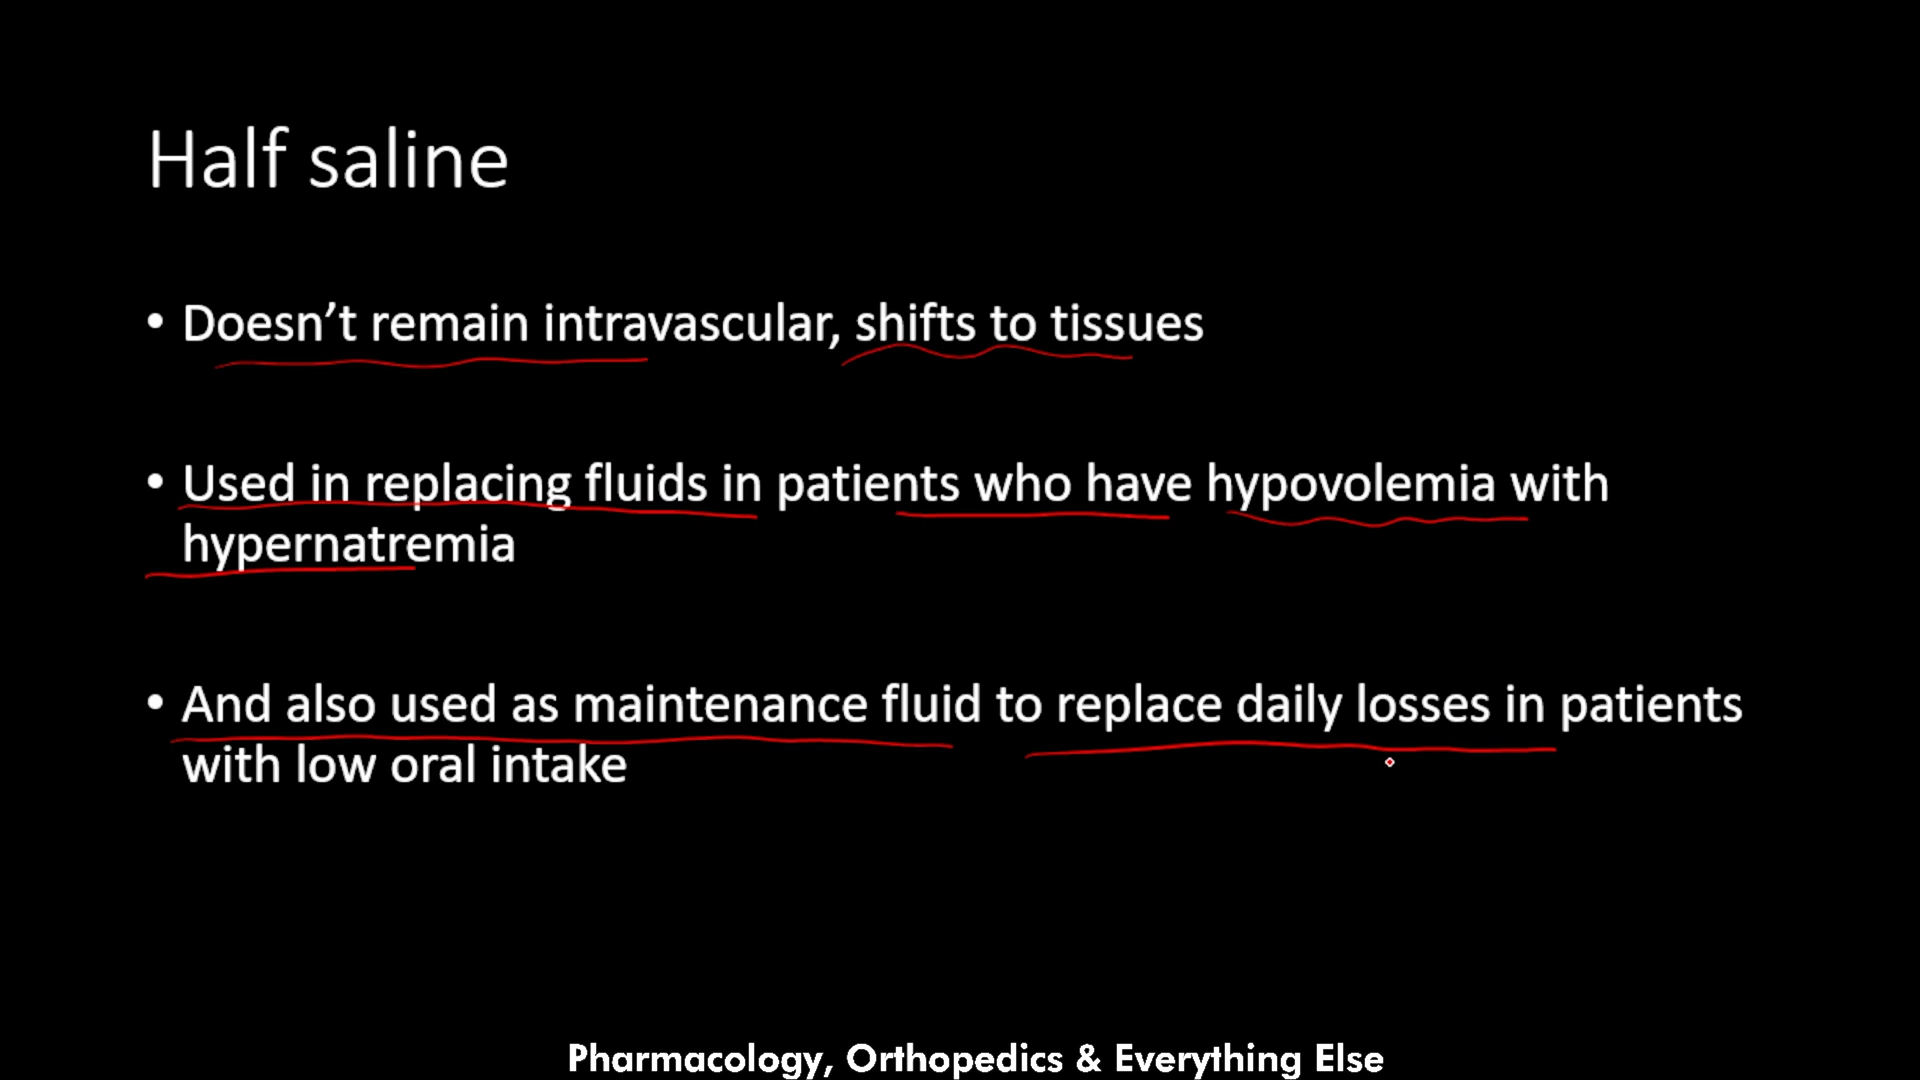 Half saline
• Doesn’t remain intravascular, shifts to tissues
• Used in replacing fluids in patients who have hypovolemia with
hypernatremia
• And also used as maintenance fluid to replace daily losses in patients
with low oral intake
Pharmacology, Orthopedics & Everything Else